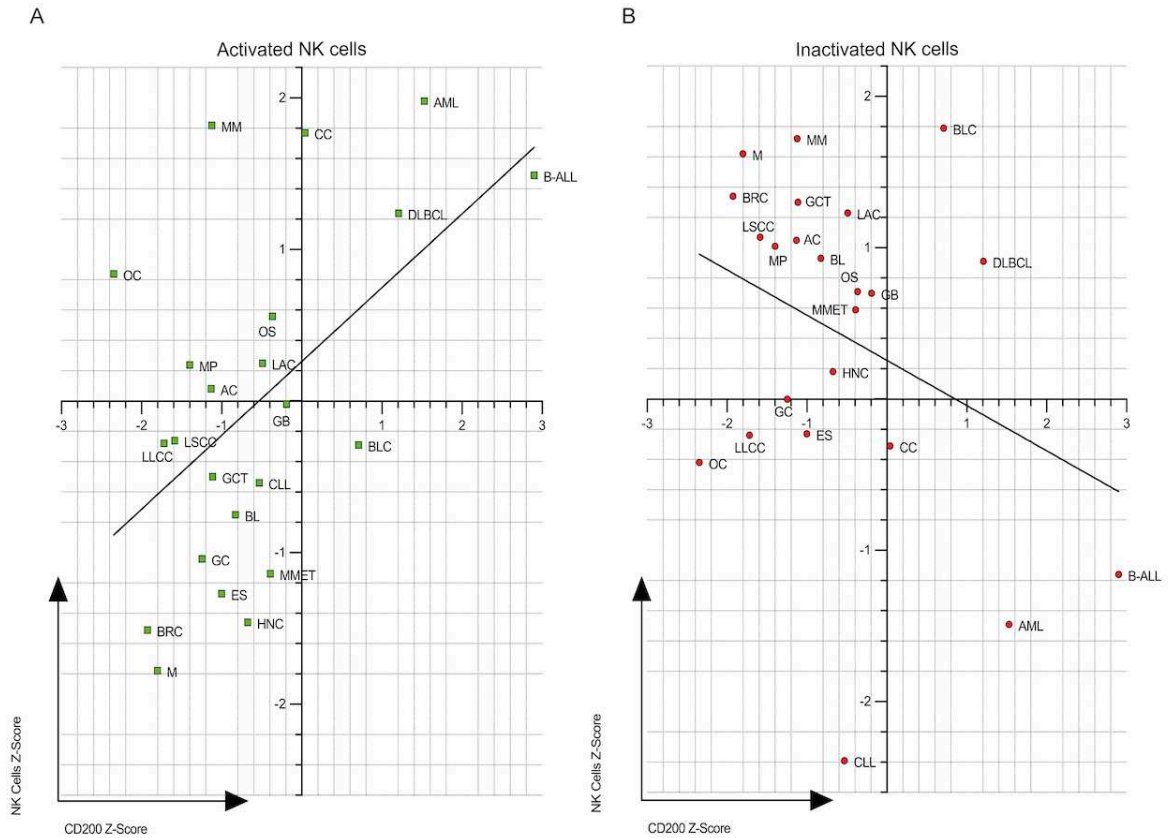 A
Activated NK cells
2
AML
MM
CC
B-ALL
DLBCL
1
OC
OS
MP
LAC
AC
GB
-3
-2
-1
1
2
3
LSCC
BLC
LLCC
GCT
CLL
BL
-1
GC
MMET
ES
HNC
BRC
M
-2
NK Cells Z-Score
CD200 Z-Score
B
Inactivated NK cells
2
BLC
MM
M
BRC
GCT
LAC
LSCC
AC
1
MP
BL
DLBCL
OS
GB
MMET
HNC
GC
-3
-2
-1
1
2
3
ES
LLCC
CC
OC
-1
B-ALL
AML
-2
CLL
NK Cells Z-Score
CD200 Z-Score